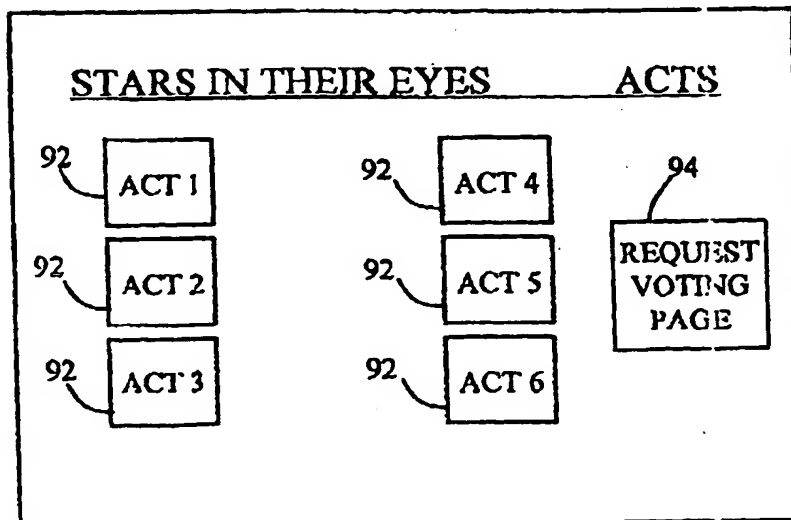 STARS IN THEIR EYES ACTS
92 ACT 1
92 ACT 2
92 ACT 3
92 ACT 4
92 ACT 5
92 ACT 6
94
REQUEST
VOTING
PAGE